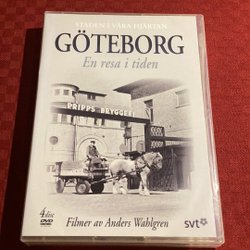 STADEN I VÅRA HJÄRTAN
GÖTEBORG
En resa i tiden
PRIPPS BRYGGERI
4 disc
DVD
Filmer av Anders Wahlgren
svt